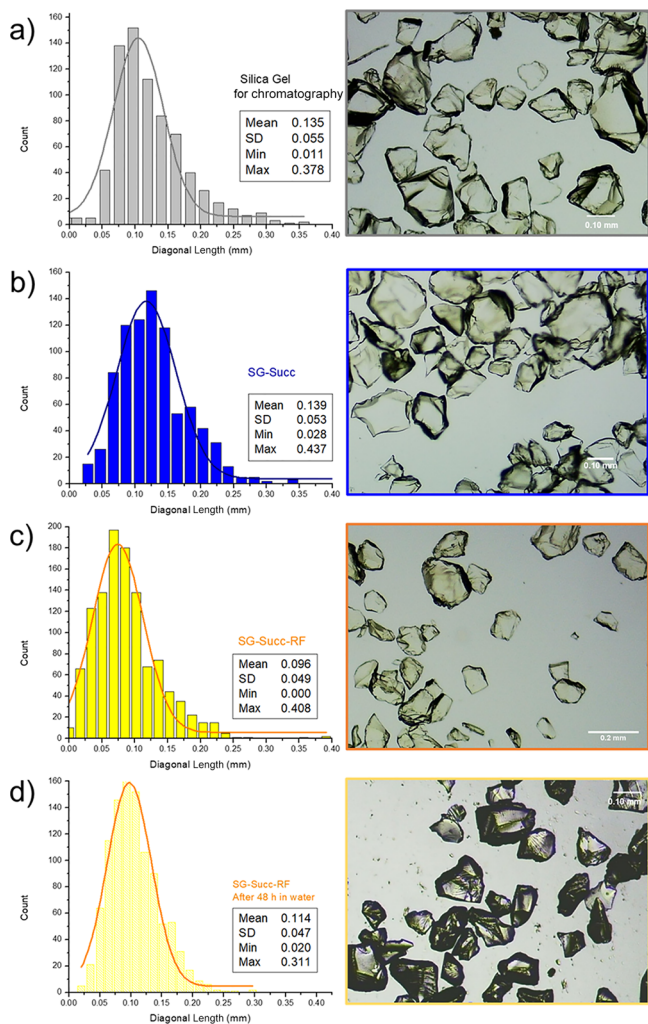 a)
160
140
120
100
80
60
40
20
0
Count
0.00 0.05 0.10 0.15 0.20 0.25 0.30 0.35 0.40
Diagonal Length (mm)
Silica Gel
for chromatography
Mean 0.135
SD 0.055
Min 0.011
Max 0.378
0.10 mm
b)
160
140
120
100
80
60
40
20
0
Count
0.00 0.05 0.10 0.15 0.20 0.25 0.30 0.35 0.40
Diagonal Length (mm)
SG-Succ
Mean 0.139
SD 0.053
Min 0.028
Max 0.437
0.10 mm
c)
200
180
160
140
120
100
80
60
40
20
0
Count
0.00 0.05 0.10 0.15 0.20 0.25 0.30 0.35 0.40
Diagonal Length (mm)
SG-Succ-RF
Mean 0.096
SD 0.049
Min 0.000
Max 0.408
0.2 mm
d)
160
140
120
100
80
60
40
20
0
Count
0.00 0.05 0.10 0.15 0.20 0.25 0.30 0.35 0.40
Diagonal Length (mm)
SG-Succ-RF
After 48 h in water
Mean 0.114
SD 0.047
Min 0.020
Max 0.311
0.10 mm